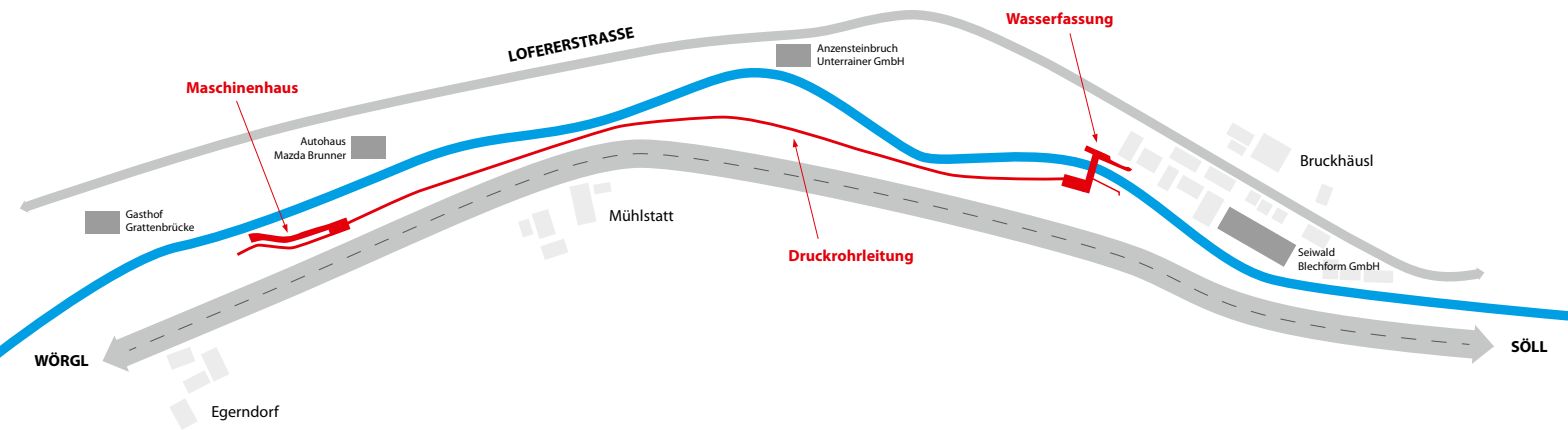 Wasserfassung
LOFERERSTRASSE
Anzensteinbruch
Unterrainer GmbH
Maschinenhaus
Autohaus
Mazda Brunner
Bruckhäusl
Gasthof
Grattenbrücke
Mühlstatt
Druckrohrleitung
Seiwald
Blechform GmbH
WÖRGL
SÖLL
Egerndorf